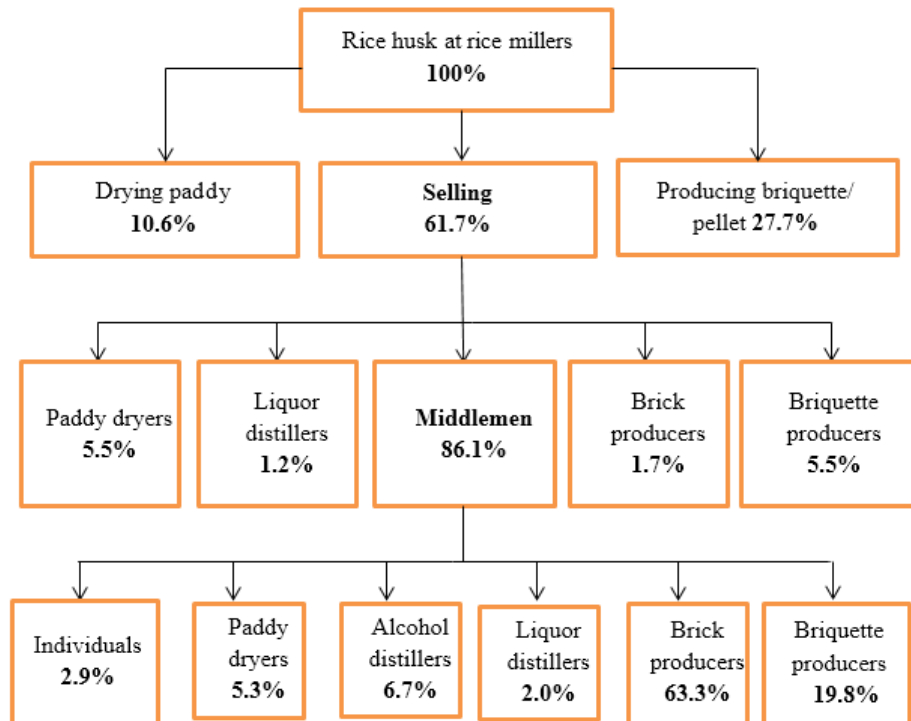 Rice husk at rice millers
100%
Drying paddy
10.6%
Selling
61.7%
Producing briquette/
pellet 27.7%
Paddy dryers
5.5%
Liquor
distillers
1.2%
Middlemen
86.1%
Brick
producers
1.7%
Briquette
producers
5.5%
Individuals
2.9%
Paddy
dryers
5.3%
Alcohol
distillers
6.7%
Liquor
distillers
2.0%
Brick
producers
63.3%
Briquette
producers
19.8%